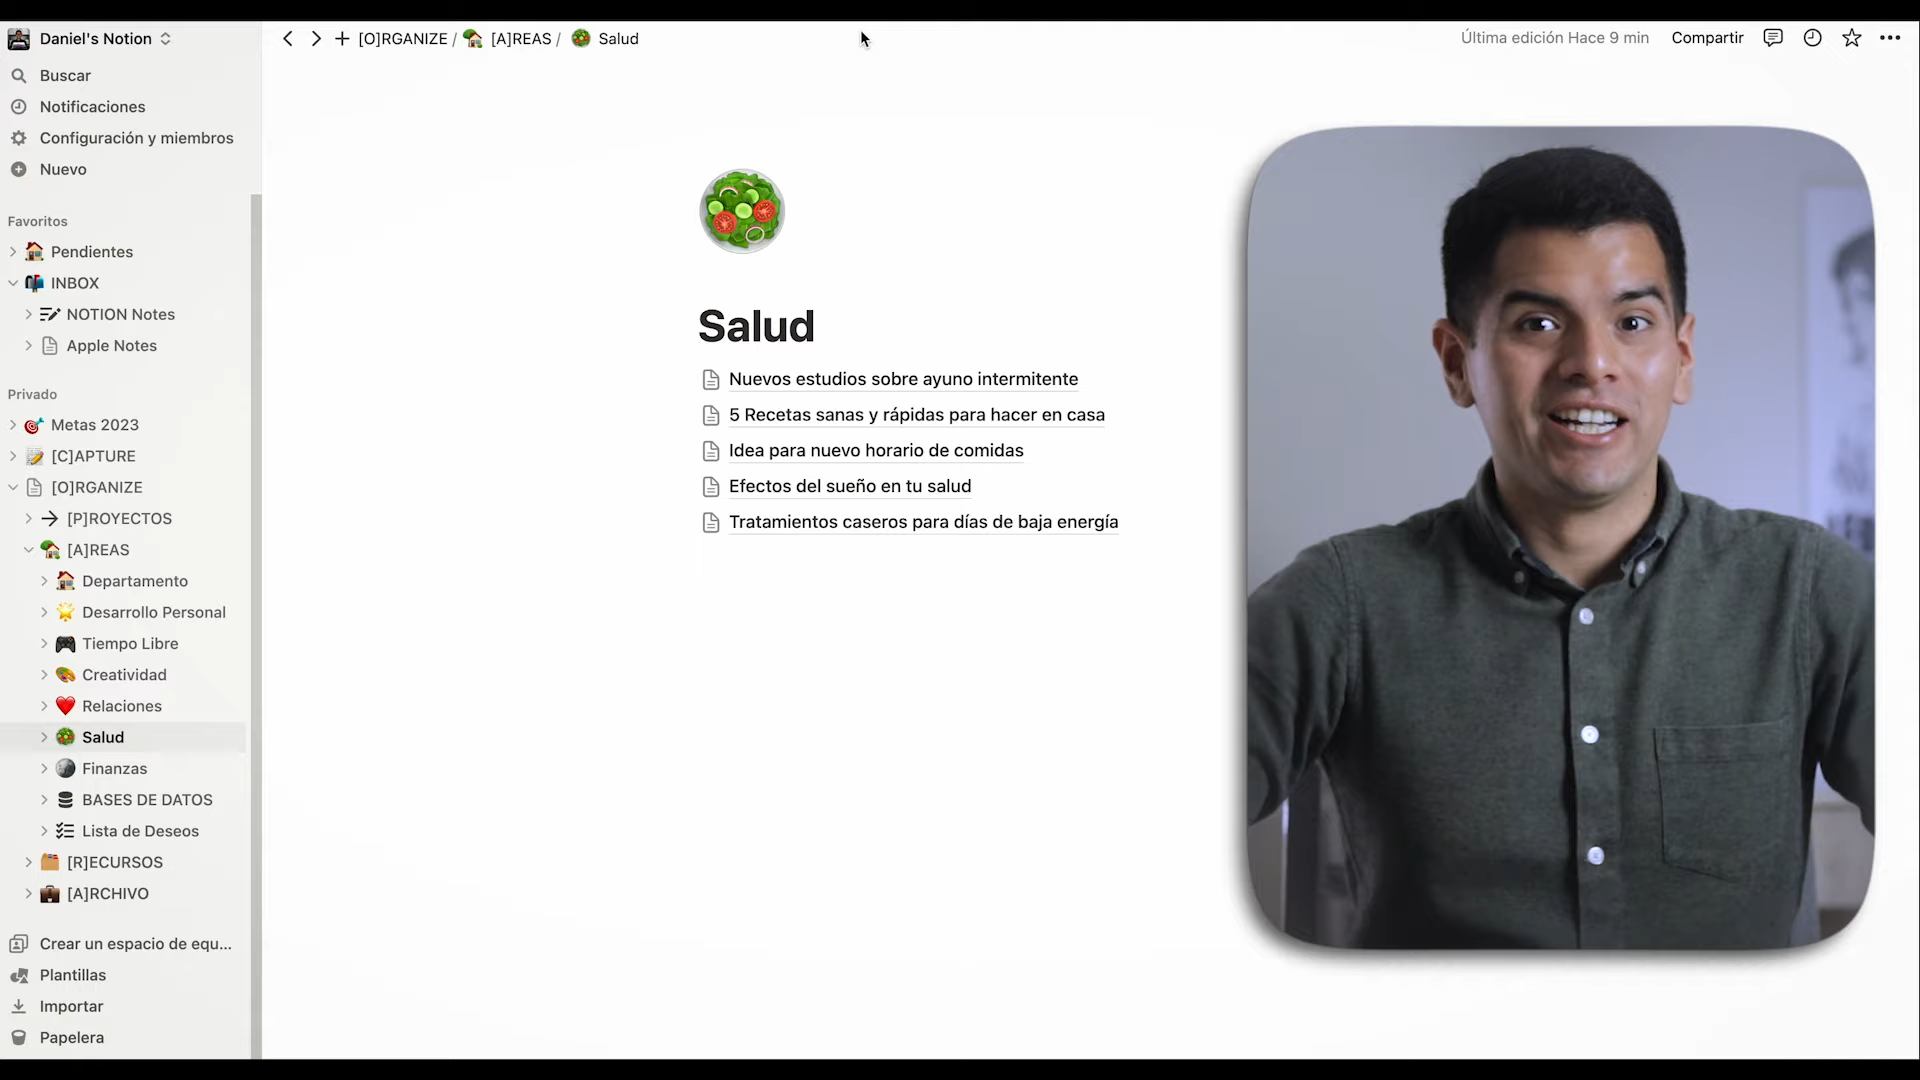 Daniel's Notion
Buscar
Notificaciones
Configuración y miembros
Nuevo
Favoritos
Pendientes
INBOX
NOTION Notes
Apple Notes
Privado
Metas 2023
[C]APTURE
[O]RGANIZE
[P]ROYECTOS
[A]REAS
Departamento
Desarrollo Personal
Tiempo Libre
Creatividad
Relaciones
Salud
Finanzas
BASES DE DATOS
Lista de Deseos
[R]ECURSOS
[A]RCHIVO
Crear un espacio de equ...
Plantillas
Importar
Papelera
[O]RGANIZE / [A]REAS / Salud
Última edición Hace 9 min Compartir
Salud
Nuevos estudios sobre ayuno intermitente
5 Recetas sanas y rápidas para hacer en casa
Idea para nuevo horario de comidas
Efectos del sueño en tu salud
Tratamientos caseros para días de baja energía